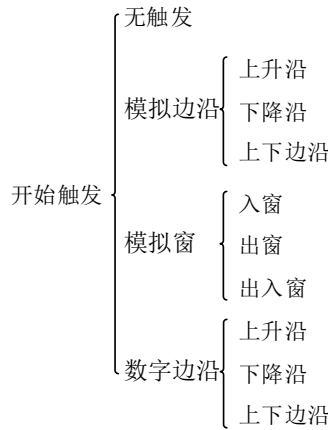 开始触发
无触发
模拟边沿
上升沿
下降沿
上下边沿
模拟窗
入窗
出窗
出入窗
数字边沿
上升沿
下降沿
上下边沿